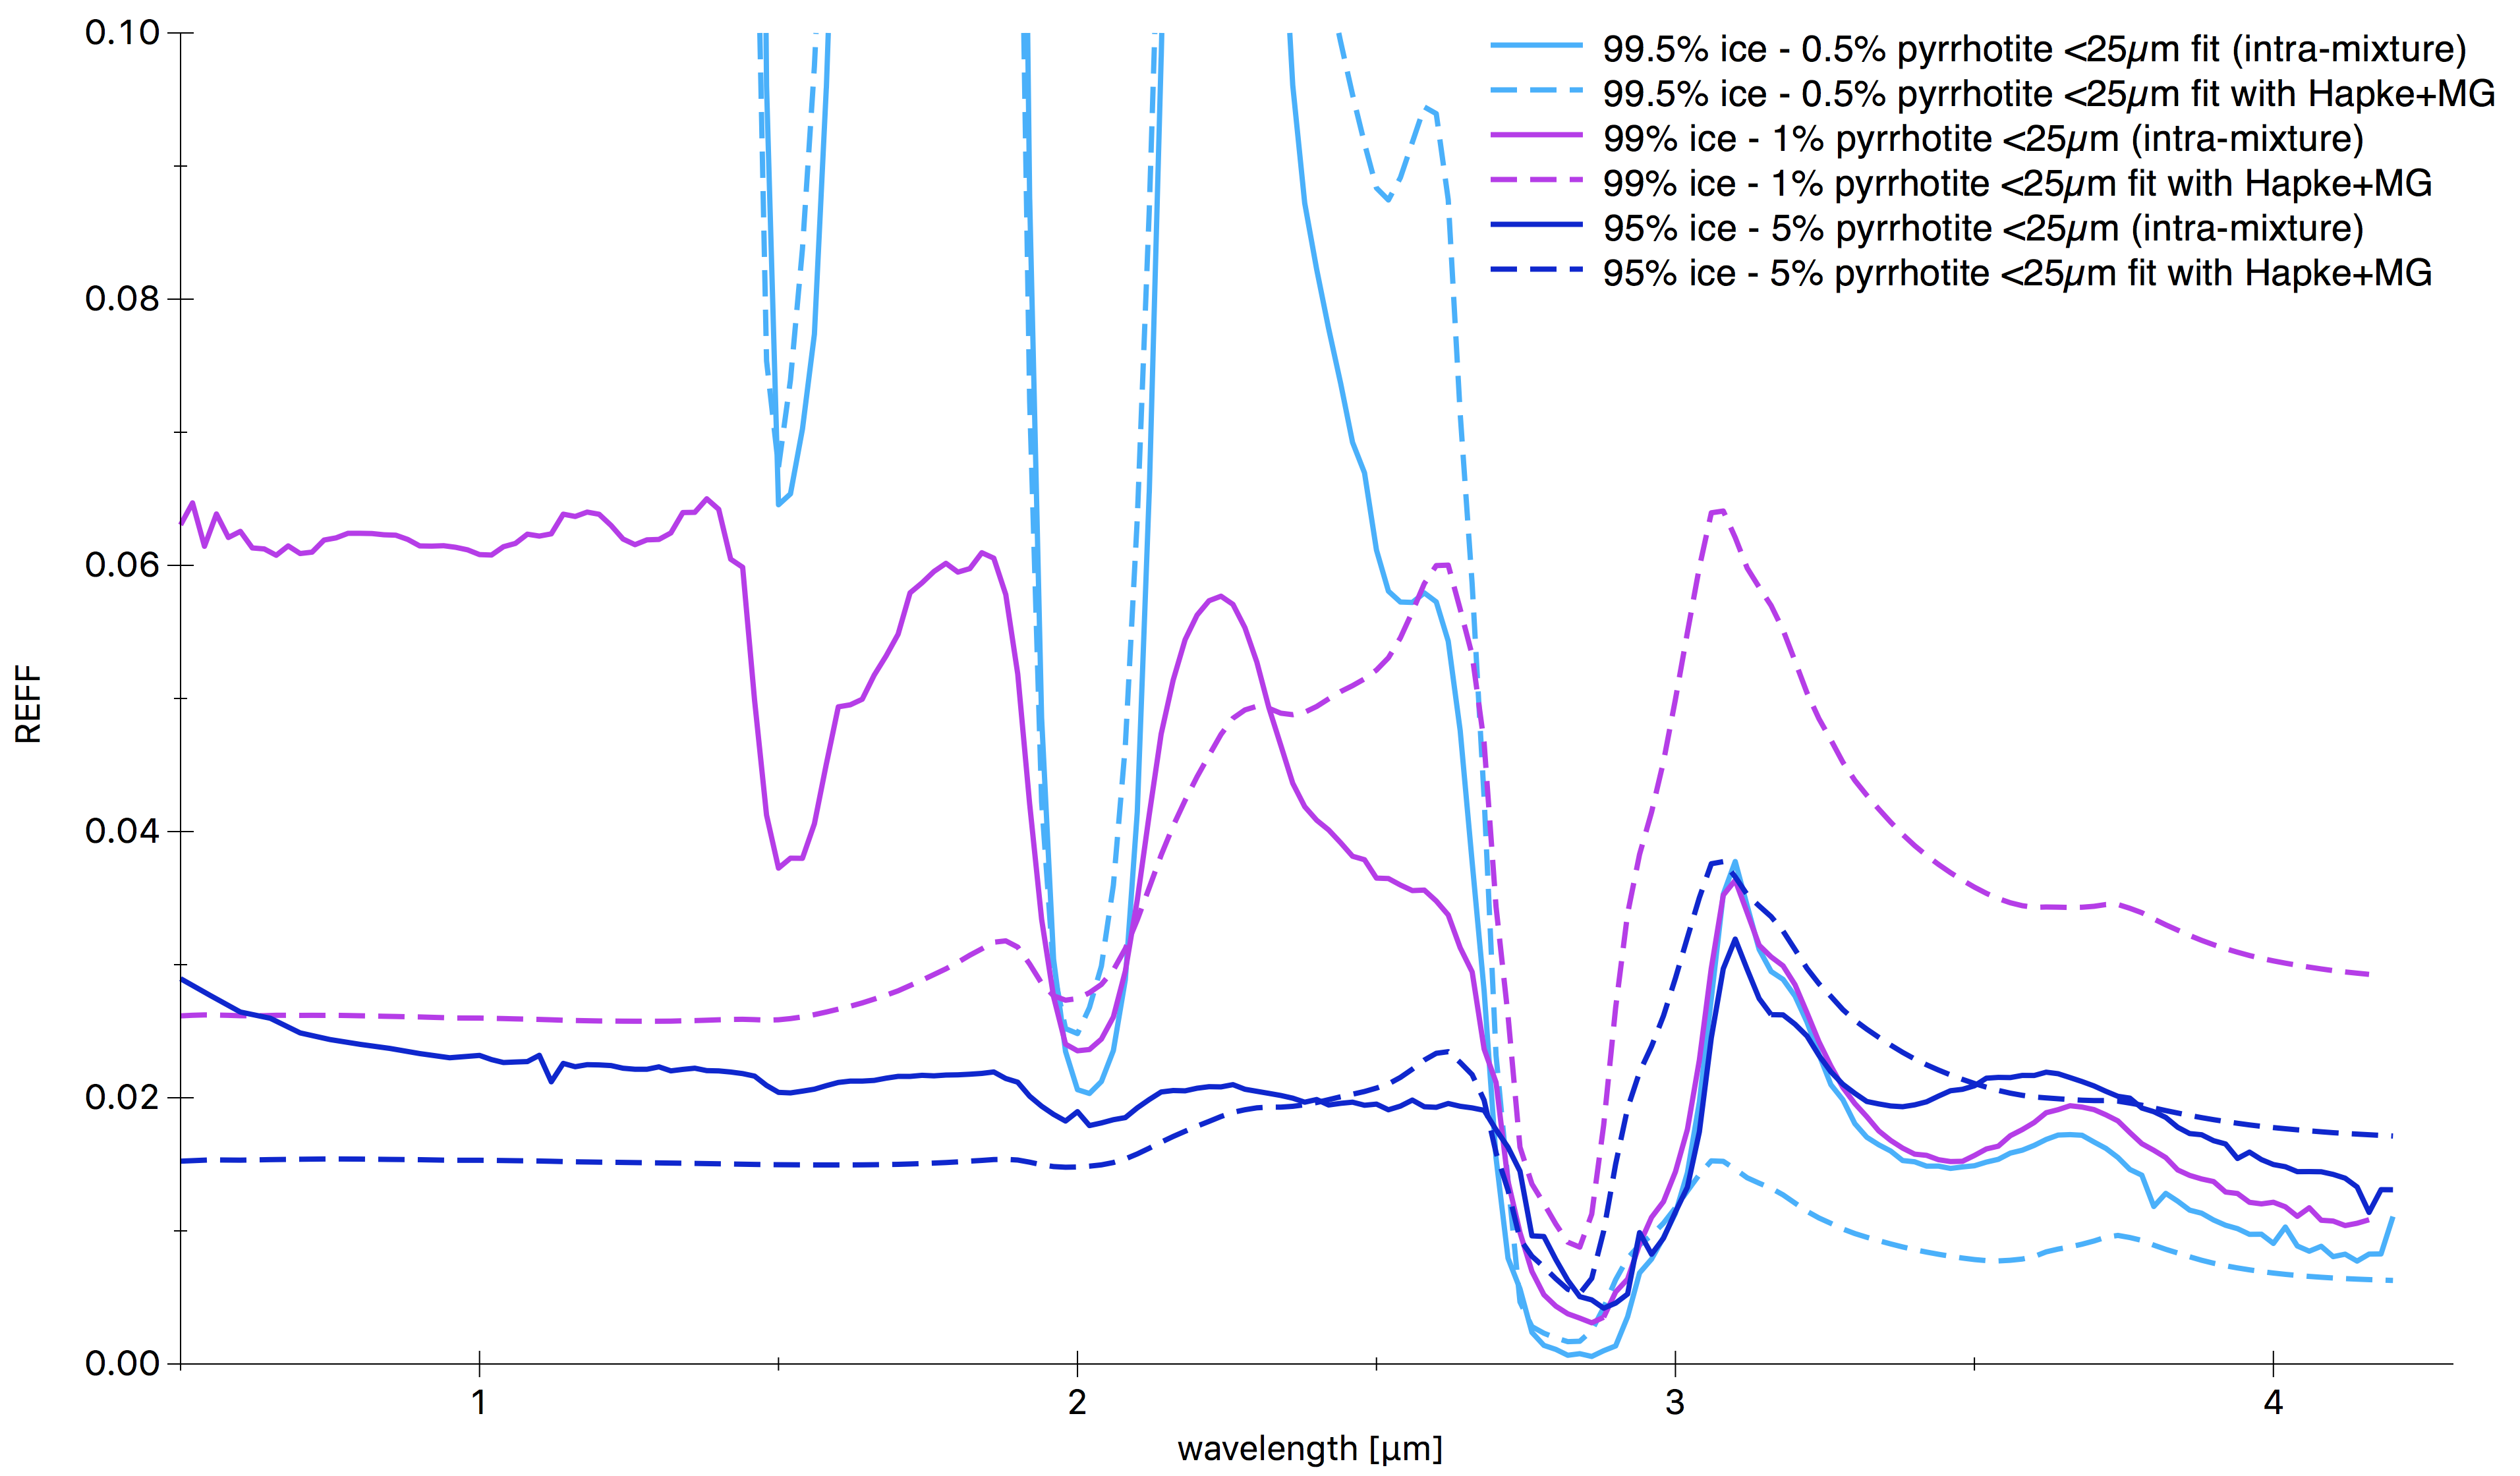 0.10
0.08
0.06
0.04
0.02
0.00
REFF
1
2
3
4
wavelength [µm]
99.5% ice - 0.5% pyrrhotite <25µm fit (intra-mixture)
99.5% ice - 0.5% pyrrhotite <25µm fit with Hapke+MG
99% ice - 1% pyrrhotite <25µm (intra-mixture)
99% ice - 1% pyrrhotite <25µm fit with Hapke+MG
95% ice - 5% pyrrhotite <25µm (intra-mixture)
95% ice - 5% pyrrhotite <25µm fit with Hapke+MG